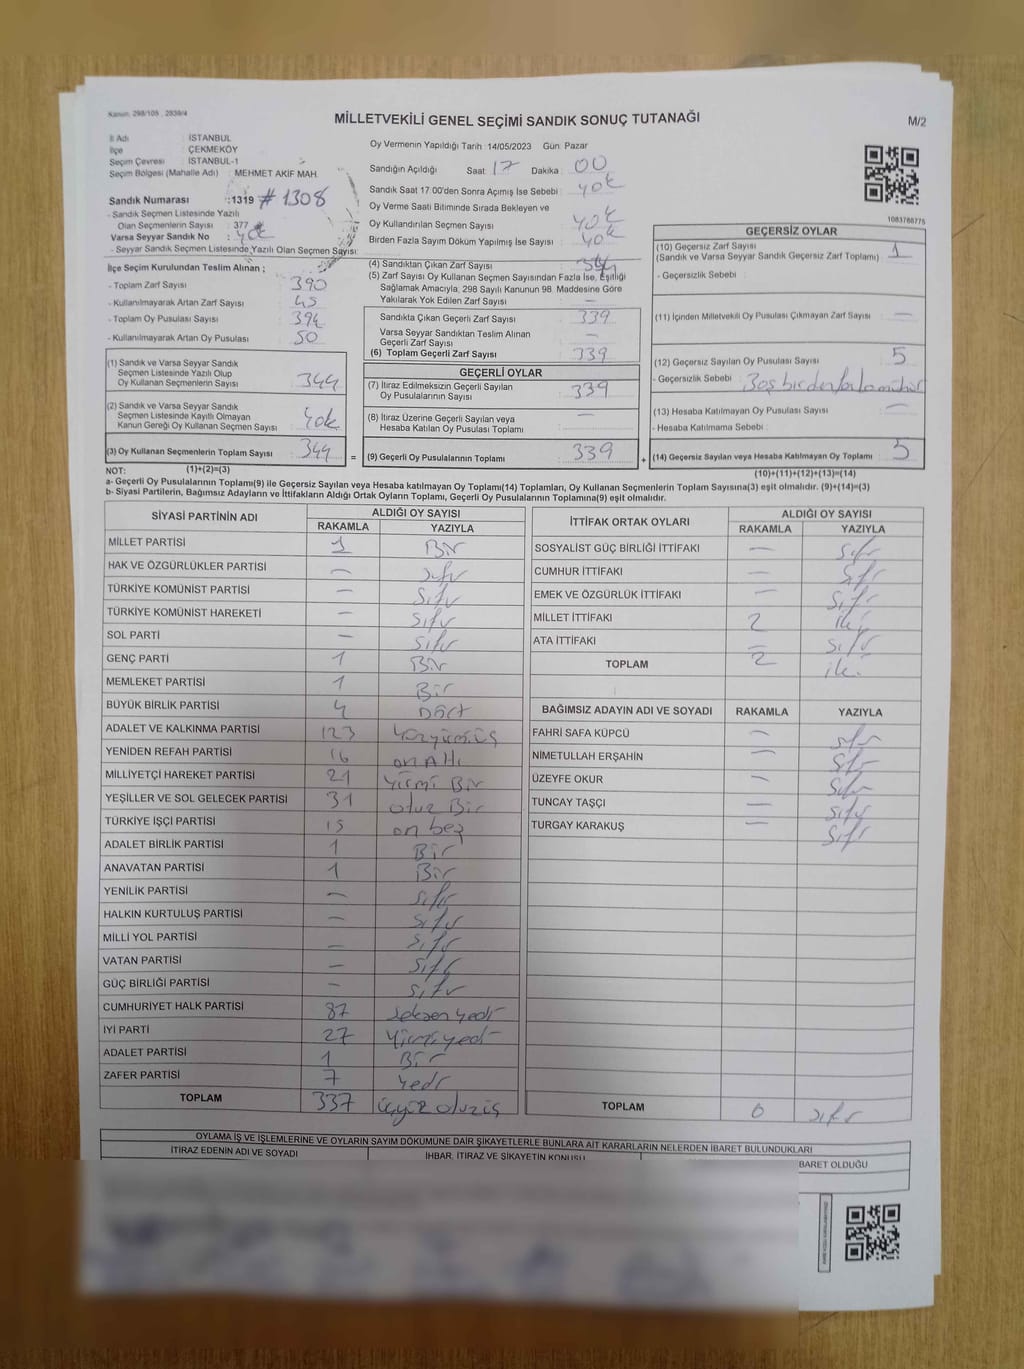 Kanun: 298/105 , 2839/4
MİLLETVEKİLİ GENEL SEÇİMİ SANDIK SONUÇ TUTANAĞI
M/2
İl Adı : İSTANBUL
İlçe : ÇEKMEKÖY
Seçim Çevresi : İSTANBUL-1
Seçim Bölgesi (Mahalle Adı) : MEHMET AKİF MAH.
Sandık Numarası :1319 # 1308
- Sandık Seçmen Listesinde Yazılı
Olan Seçmenlerin Sayısı : 377
Varsa Seyyar Sandık No : yok
- Seyyar Sandık Seçmen Listesinde Yazılı Olan Seçmen Sayısı:
Oy Vermenin Yapıldığı Tarih :14/05/2023 Gün: Pazar
Sandığın Açıldığı Saat: 17 Dakika : 00
Sandık Saat 17:00'den Sonra Açımış İse Sebebi : yok
Oy Verme Saati Bitiminde Sırada Bekleyen ve
Oy Kullandırılan Seçmen Sayısı : yok
Birden Fazla Sayım Döküm Yapılmış İse Sayısı : yok
1083768775
İlçe Seçim Kurulundan Teslim Alınan ;
- Toplam Zarf Sayısı : 390
- Kullanılmayarak Artan Zarf Sayısı : 45
- Toplam Oy Pusulası Sayısı : 394
- Kullanılmayarak Artan Oy Pusulası : 50
(1) Sandık ve Varsa Seyyar Sandık
Seçmen Listesinde Yazılı Olup
Oy Kullanan Seçmenlerin Sayısı : 344
(2) Sandık ve Varsa Seyyar Sandık
Seçmen Listesinde Kayıtlı Olmayan
Kanun Gereği Oy Kullanan Seçmen Sayısı : Yok
(3) Oy Kullanan Seçmenlerin Toplam Sayısı : 344 =
(4) Sandıktan Çıkan Zarf Sayısı :
(5) Zarf Sayısı Oy Kullanan Seçmen Sayısından Fazla İse, Eşitliği
Sağlamak Amacıyla, 298 Sayılı Kanunun 98. Maddesine Göre
Yakılarak Yok Edilen Zarf Sayısı : —
Sandıkta Çıkan Geçerli Zarf Sayısı : 339
Varsa Seyyar Sandıktan Teslim Alınan
Geçerli Zarf Sayısı : —
(6) Toplam Geçerli Zarf Sayısı : 339
GEÇERLİ OYLAR
(7) İtiraz Edilmeksizin Geçerli Sayılan
Oy Pusulalarının Sayısı : 339
(8) İtiraz Üzerine Geçerli Sayılan veya
Hesaba Katılan Oy Pusulası Toplamı : —
(9) Geçerli Oy Pusulalarının Toplamı : 339 +
GEÇERSİZ OYLAR
(10) Geçersiz Zarf Sayısı
(Sandık ve Varsa Seyyar Sandık Geçersiz Zarf Toplamı) : 1
- Geçersizlik Sebebi :
(11) İçinden Milletvekili Oy Pusulası Çıkmayan Zarf Sayısı : —
(12) Geçersiz Sayılan Oy Pusulası Sayısı : 5
- Geçersizlik Sebebi : Boş birden fazla mühür
(13) Hesaba Katılmayan Oy Pusulası Sayısı : —
- Hesaba Katılmama Sebebi :
(14) Geçersiz Sayılan veya Hesaba Katılmayan Oy Toplamı : 5
NOT: (1)+(2)=(3)
(10)+(11)+(12)+(13)=(14)
a- Geçerli Oy Pusulalarının Toplamı(9) ile Geçersiz Sayılan veya Hesaba katılmayan Oy Toplamı(14) Toplamları, Oy Kullanan Seçmenlerin Toplam Sayısına(3) eşit olmalıdır. (9)+(14)=(3)
b- Siyasi Partilerin, Bağımsız Adayların ve İttifakların Aldığı Ortak Oyların Toplamı, Geçerli Oy Pusulalarının Toplamına(9) eşit olmalıdır.
SİYASİ PARTİNİN ADI ALDIĞI OY SAYISI
RAKAMLA YAZIYLA
MİLLET PARTİSİ 1 Bir
HAK VE ÖZGÜRLÜKLER PARTİSİ — sıfır
TÜRKİYE KOMÜNİST PARTİSİ — sıfır
TÜRKİYE KOMÜNİST HAREKETİ — sıfır
SOL PARTİ — sıfır
GENÇ PARTİ 1 Bir
MEMLEKET PARTİSİ 1 Bir
BÜYÜK BİRLİK PARTİSİ 4 Dört
ADALET VE KALKINMA PARTİSİ 123 Yüzyirmiüç
YENİDEN REFAH PARTİSİ 16 on Altı
MİLLİYETÇİ HAREKET PARTİSİ 21 yirmi Bir
YEŞİLLER VE SOL GELECEK PARTİSİ 31 otuz Bir
TÜRKİYE İŞÇİ PARTİSİ 15 on beş
ADALET BİRLİK PARTİSİ 1 Bir
ANAVATAN PARTİSİ 1 Bir
YENİLİK PARTİSİ — sıfır
HALKIN KURTULUŞ PARTİSİ — sıfır
MİLLİ YOL PARTİSİ — sıfır
VATAN PARTİSİ — sıfır
GÜÇ BİRLİĞİ PARTİSİ — sıfır
CUMHURİYET HALK PARTİSİ 87 seksen yedi
İYİ PARTİ 27 yirmi yedi
ADALET PARTİSİ 1 Bir
ZAFER PARTİSİ 7 yedi
TOPLAM 337 üçyüz otuz
İTTİFAK ORTAK OYLARI ALDIĞI OY SAYISI
RAKAMLA YAZIYLA
SOSYALİST GÜÇ BİRLİĞİ İTTİFAKI — sıfır
CUMHUR İTTİFAKI — sıfır
EMEK VE ÖZGÜRLÜK İTTİFAKI — sıfır
MİLLET İTTİFAKI 2 iki
ATA İTTİFAKI — sıfır
TOPLAM 2 iki
BAĞIMSIZ ADAYIN ADI VE SOYADI RAKAMLA YAZIYLA
FAHRİ SAFA KÜPCÜ — sıfır
NİMETULLAH ERŞAHİN — sıfır
ÜZEYFE OKUR — sıfır
TUNCAY TAŞÇI — sıfır
TURGAY KARAKUŞ — sıfır
TOPLAM 0 sıfır
OYLAMA İŞ VE İŞLEMLERİNE VE OYLARIN SAYIM DÖKÜMÜNE DAİR ŞİKAYETLERLE BUNLARA AİT KARARLARIN NELERDEN İBARET BULUNDUKLARI
İTİRAZ EDENİN ADI VE SOYADI İHBAR, İTİRAZ VE ŞİKAYETİN KONUSU BARET OLDUĞU